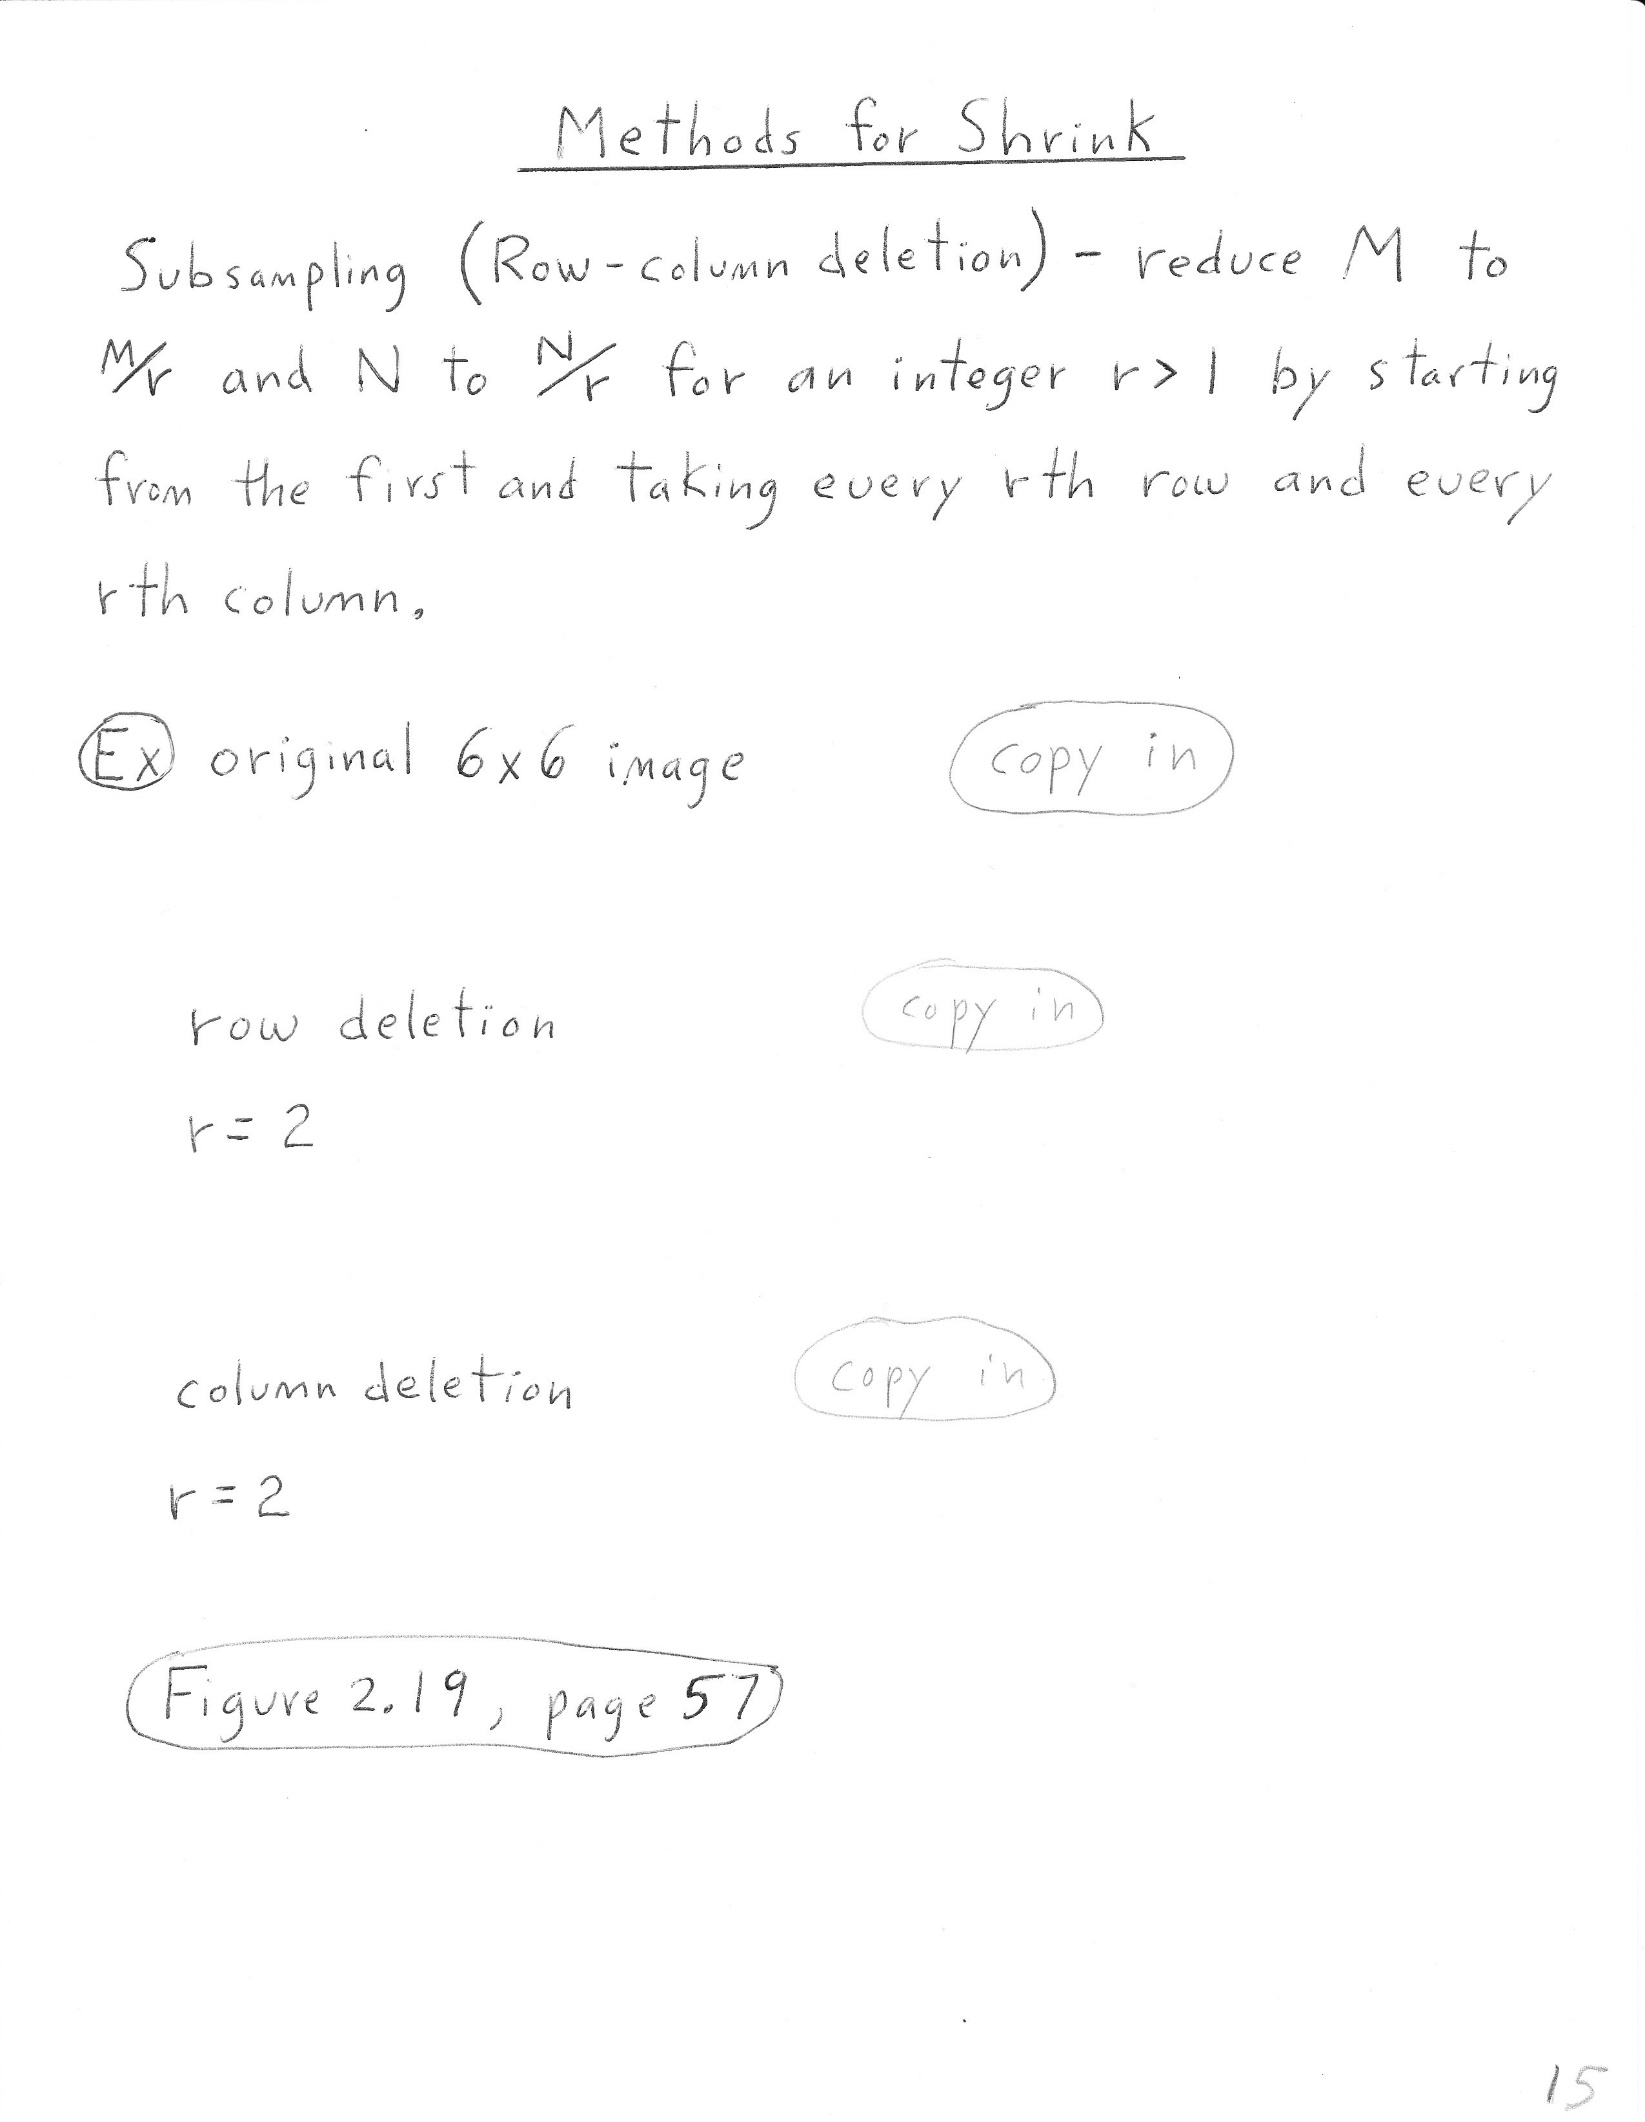 Methods for Shrink
Subsampling (Row-column deletion) - reduce M to
M/r and N to N/r for an integer r > 1 by starting
from the first and taking every rth row and every
rth column.
Ex original 6x6 image copy in
row deletion copy in
r = 2
column deletion copy in
r = 2
Figure 2.19, page 57
15